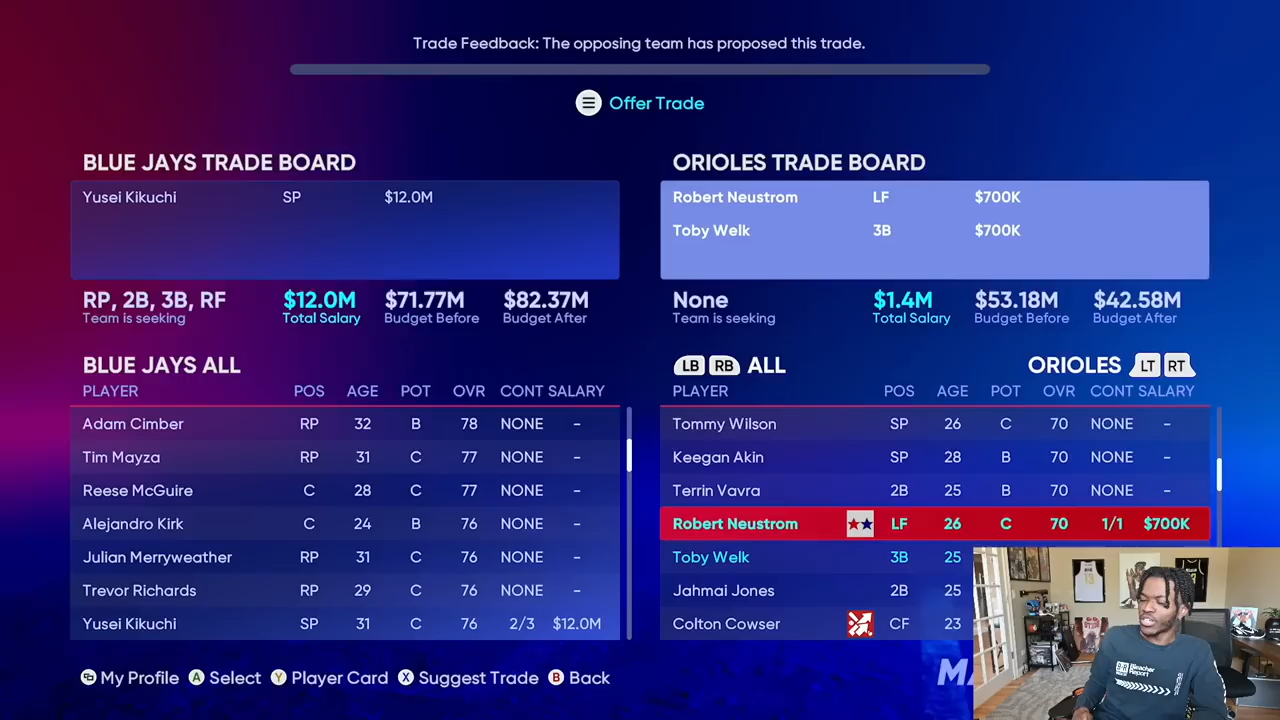 Trade Feedback: The opposing team has proposed this trade.
Offer Trade
BLUE JAYS TRADE BOARD
Yusei Kikuchi SP $12.0M
RP, 2B, 3B, RF $12.0M $71.77M $82.37M
Team is seeking Total Salary Budget Before Budget After
ORIOLES TRADE BOARD
Robert Neustrom LF $700K
Toby Welk 3B $700K
None $1.4M $53.18M $42.58M
Team is seeking Total Salary Budget Before Budget After
BLUE JAYS ALL
PLAYER POS AGE POT OVR CONT SALARY
Adam Cimber RP 32 B 78 NONE -
Tim Mayza RP 31 C 77 NONE -
Reese McGuire C 28 C 77 NONE -
Alejandro Kirk C 24 B 76 NONE -
Julian Merryweather RP 31 C 76 NONE -
Trevor Richards RP 29 C 76 NONE -
Yusei Kikuchi SP 31 C 76 2/3 $12.0M
LB RB ALL ORIOLES LT RT
PLAYER POS AGE POT OVR CONT SALARY
Tommy Wilson SP 26 C 70 NONE -
Keegan Akin SP 28 B 70 NONE -
Terrin Vavra 2B 25 B 70 NONE -
Robert Neustrom LF 26 C 70 1/1 $700K
Toby Welk 3B 25
Jahmai Jones 2B 25
Colton Cowser CF 23
My Profile A Select Y Player Card X Suggest Trade B Back
Bleacher
Report